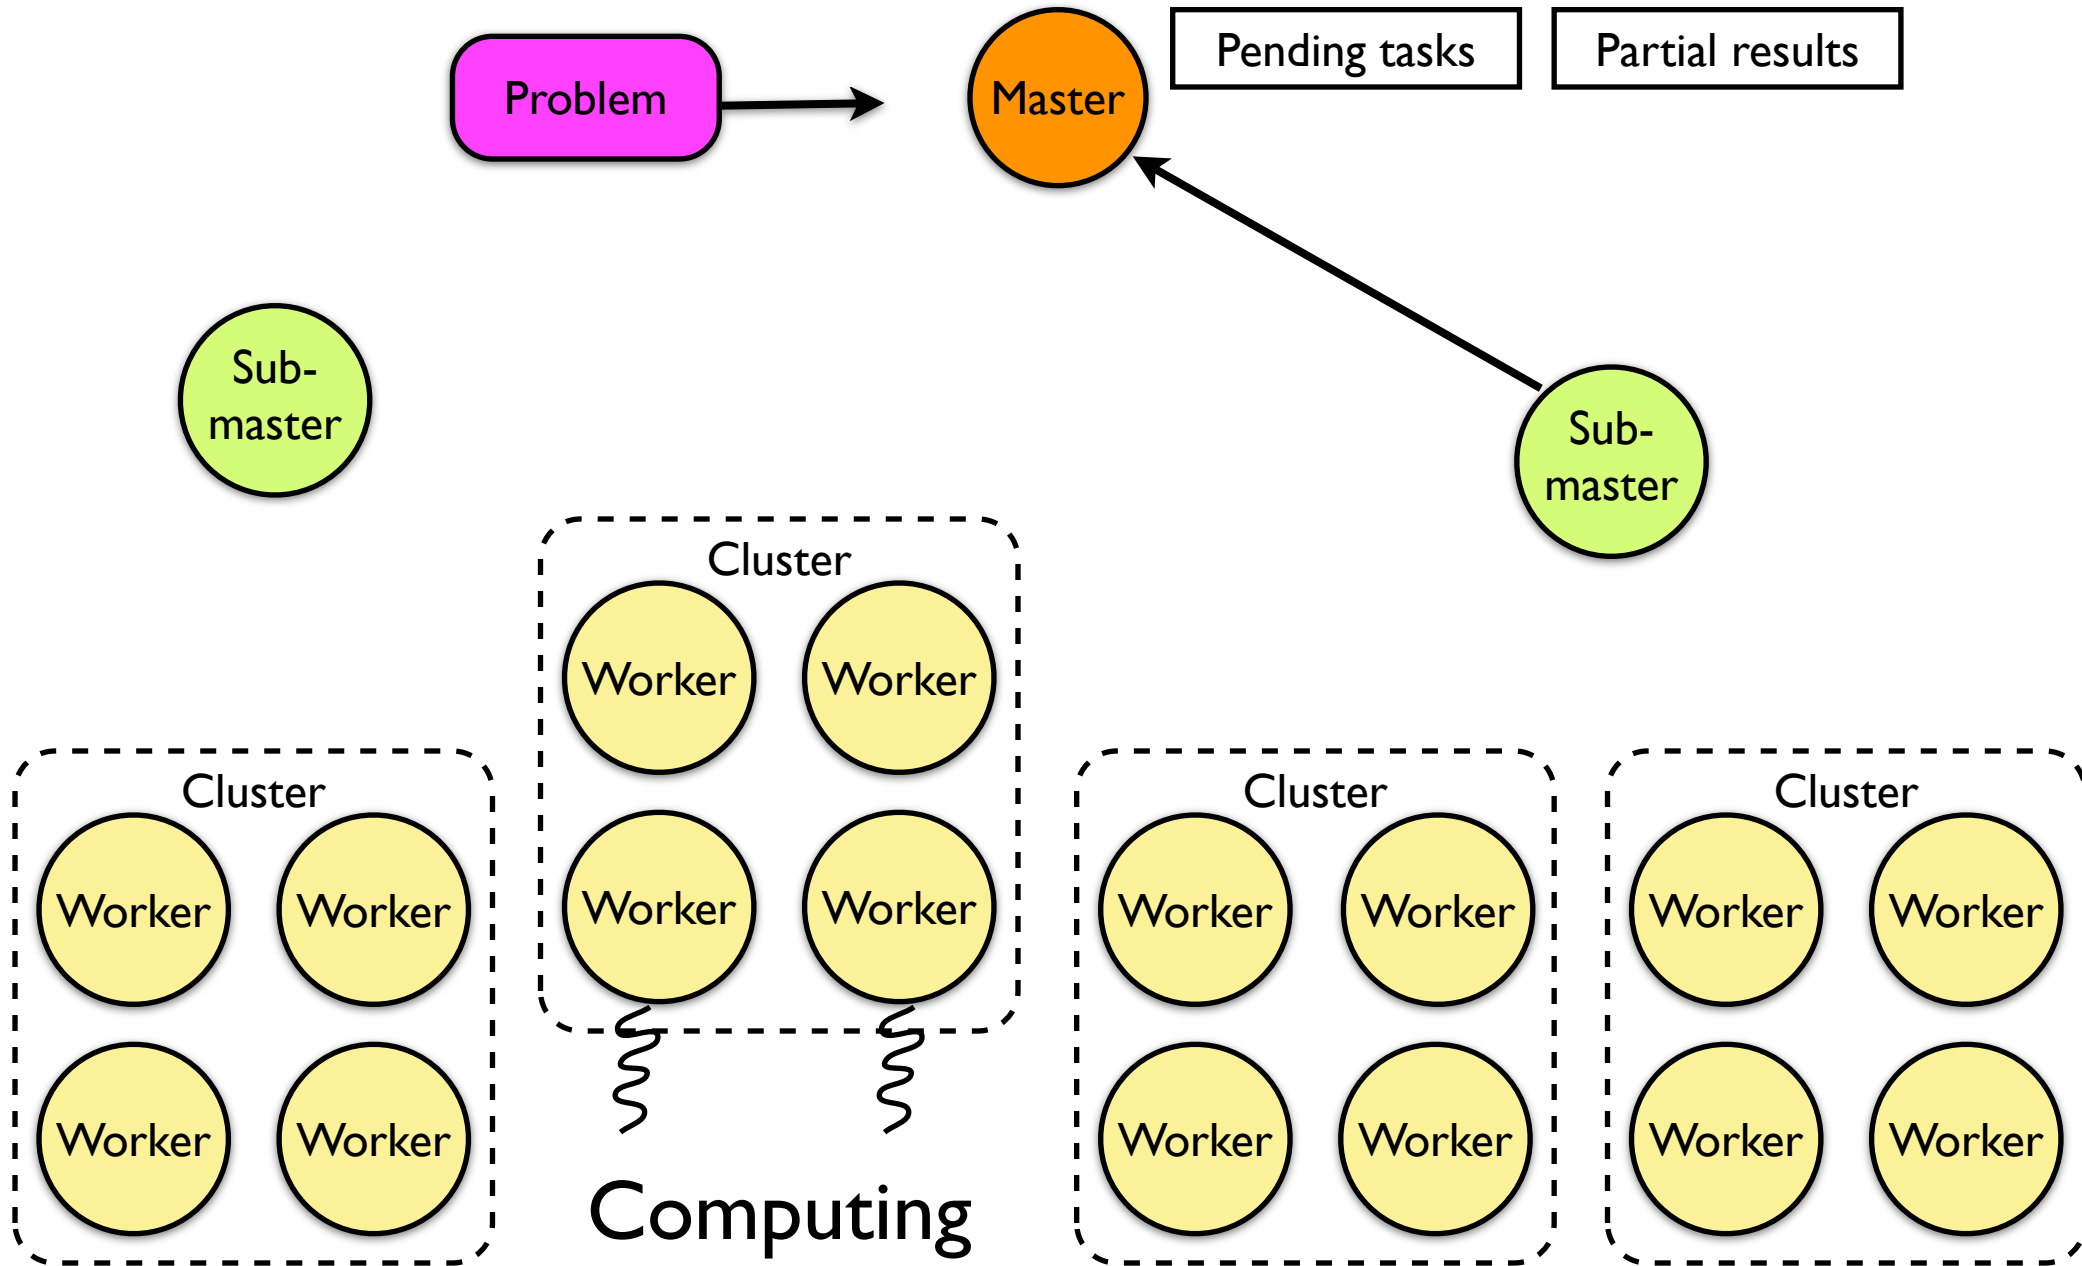 Problem
Master
Pending tasks
Partial results
Sub-
master
Sub-
master
Cluster
Worker Worker
Worker Worker
Computing
Cluster
Worker Worker
Worker Worker
Cluster
Worker Worker
Worker Worker
Cluster
Worker Worker
Worker Worker